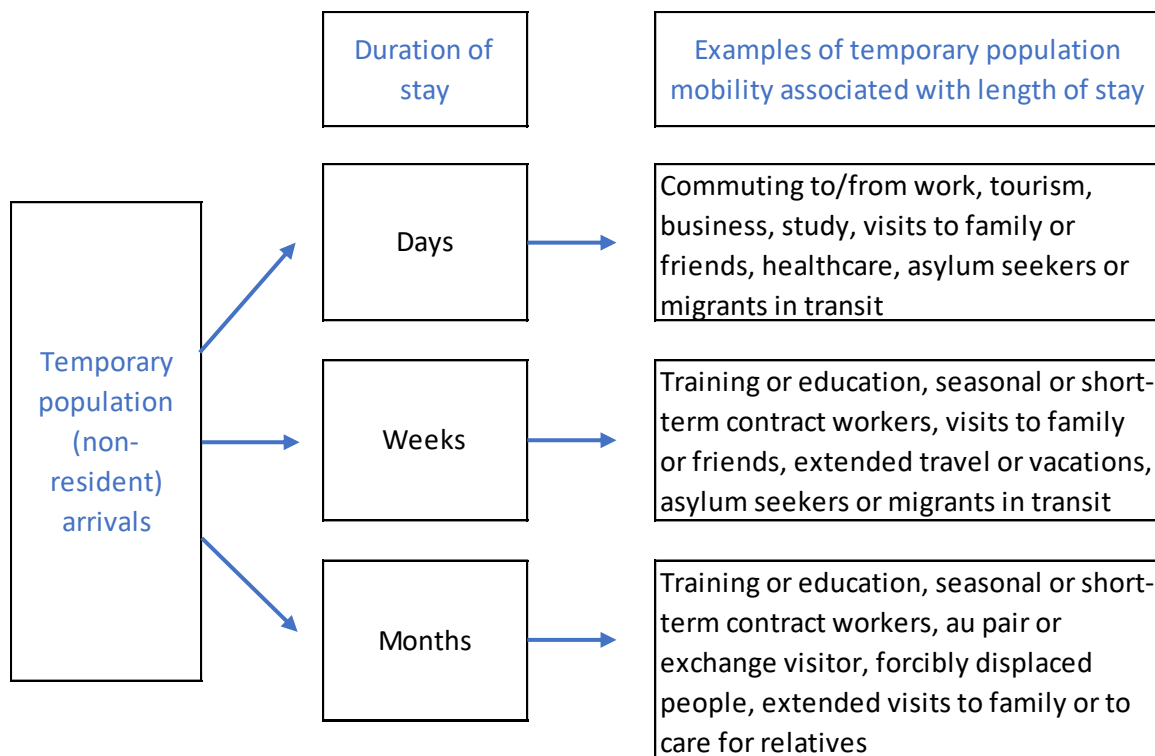 Duration of
stay
Examples of temporary population
mobility associated with length of stay
Temporary
population
(non-
resident)
arrivals
Days
Commuting to/from work, tourism,
business, study, visits to family or
friends, healthcare, asylum seekers or
migrants in transit
Weeks
Training or education, seasonal or short-
term contract workers, visits to family
or friends, extended travel or vacations,
asylum seekers or migrants in transit
Months
Training or education, seasonal or short-
term contract workers, au pair or
exchange visitor, forcibly displaced
people, extended visits to family or to
care for relatives